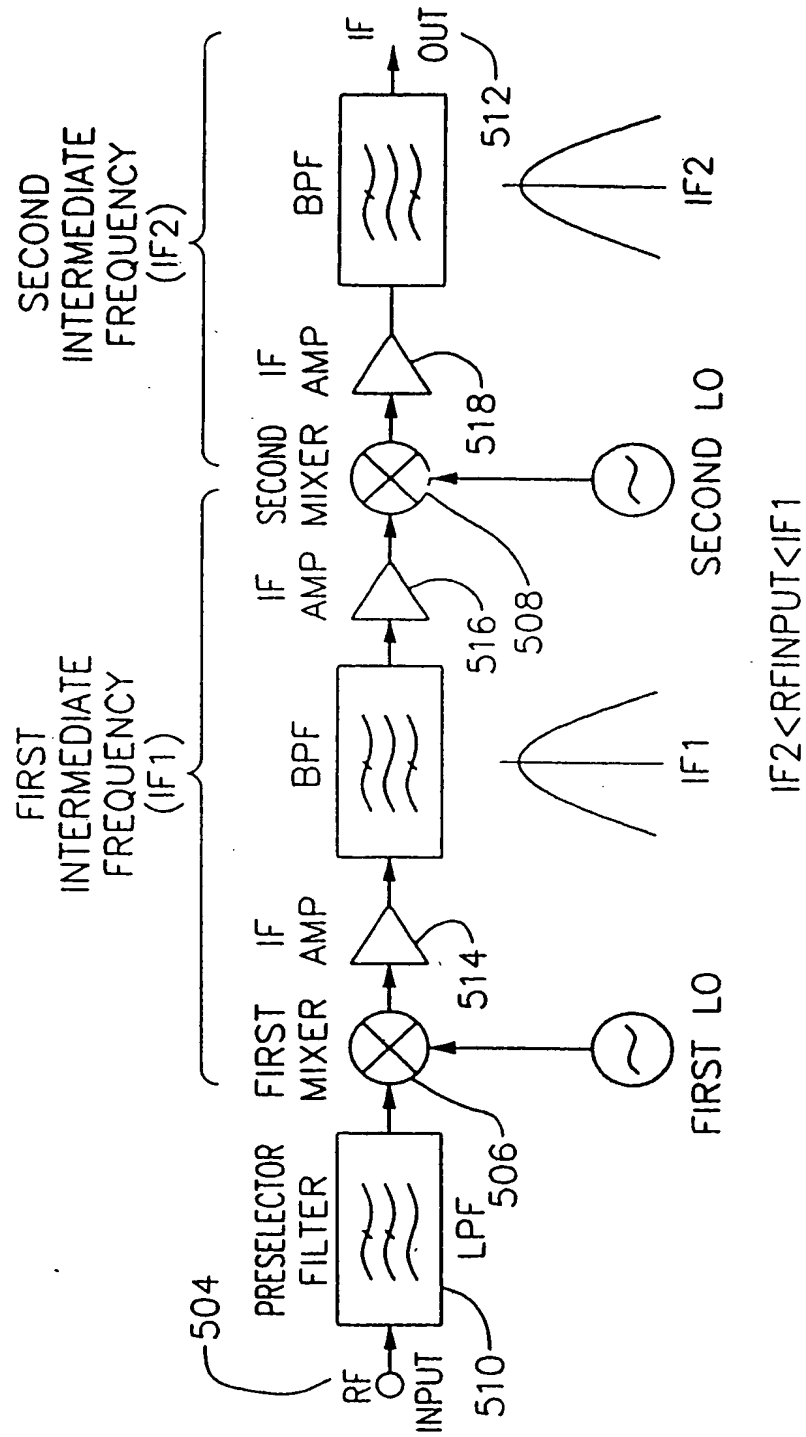 FIRST
INTERMEDIATE
FREQUENCY
(IF1)
SECOND
INTERMEDIATE
FREQUENCY
(IF2)
504
RF
INPUT
PRESELECTOR
FILTER
LPF
510
FIRST
MIXER
506
IF
AMP
514
BPF
IF
AMP
516
SECOND
MIXER
508
IF
AMP
518
BPF
IF
OUT
512
FIRST LO
IF1
SECOND LO
IF2
IF2<RFINPUT<IF1